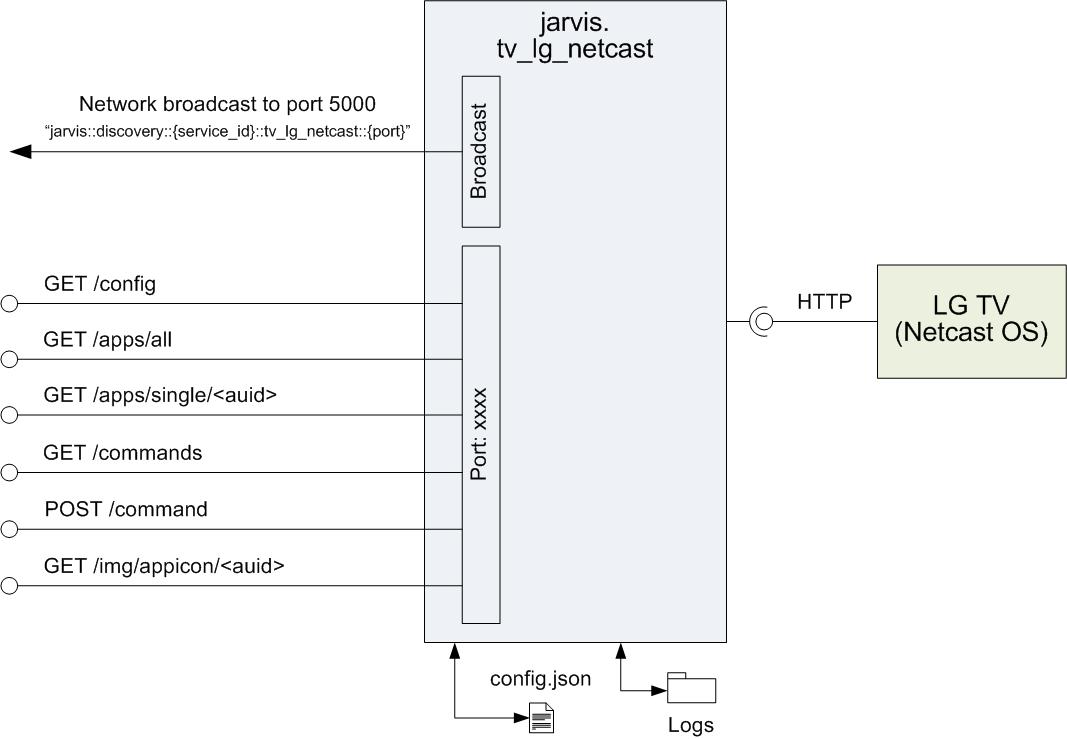 jarvis.
tv_lg_netcast
Network broadcast to port 5000
“jarvis::discovery::{service_id}::tv_lg_netcast::{port}”
Broadcast
GET /config
GET /apps/all
GET /apps/single/<auid>
GET /commands
POST /command
GET /img/appicon/<auid>
Port: xxxx
HTTP
LG TV
(Netcast OS)
config.json
Logs